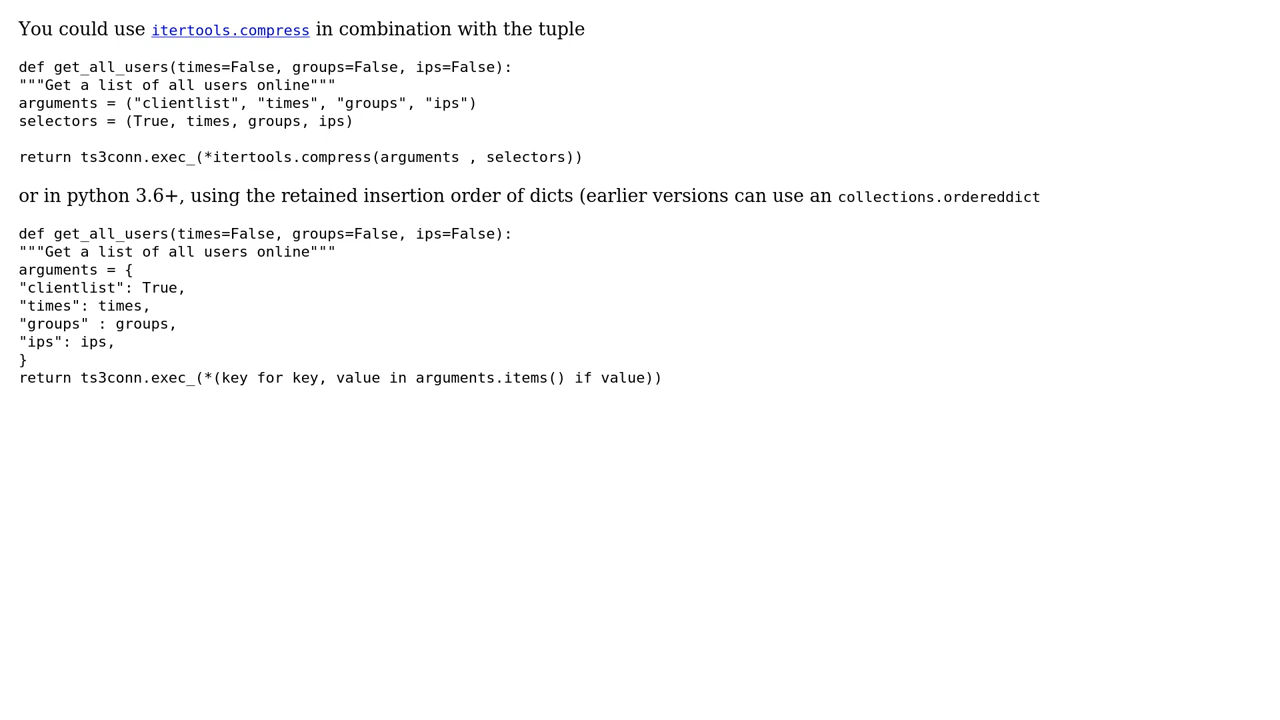 You could use itertools.compress in combination with the tuple
def get_all_users(times=False, groups=False, ips=False):
"""Get a list of all users online"""
arguments = ("clientlist", "times", "groups", "ips")
selectors = (True, times, groups, ips)
return ts3conn.exec_(*itertools.compress(arguments , selectors))
or in python 3.6+, using the retained insertion order of dicts (earlier versions can use an collections.ordereddict
def get_all_users(times=False, groups=False, ips=False):
"""Get a list of all users online"""
arguments = {
"clientlist": True,
"times": times,
"groups" : groups,
"ips": ips,
}
return ts3conn.exec_(*(key for key, value in arguments.items() if value))